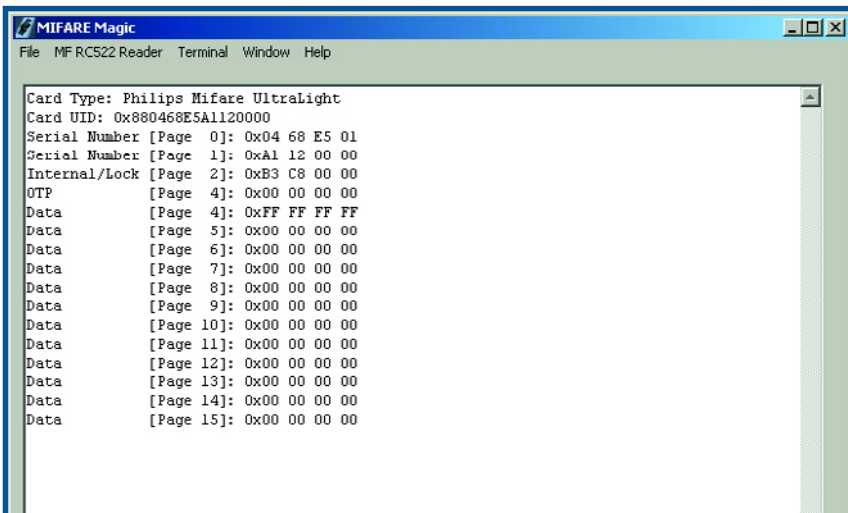 MIFARE Magic
File MF RC522 Reader Terminal Window Help
Card Type: Philips Mifare UltraLight
Card UID: 0x880468E5A1120000
Serial Number [Page 0]: 0x04 68 E5 01
Serial Number [Page 1]: 0xA1 12 00 00
Internal/Lock [Page 2]: 0xB3 C8 00 00
OTP [Page 4]: 0x00 00 00 00
Data [Page 4]: 0xFF FF FF FF
Data [Page 5]: 0x00 00 00 00
Data [Page 6]: 0x00 00 00 00
Data [Page 7]: 0x00 00 00 00
Data [Page 8]: 0x00 00 00 00
Data [Page 9]: 0x00 00 00 00
Data [Page 10]: 0x00 00 00 00
Data [Page 11]: 0x00 00 00 00
Data [Page 12]: 0x00 00 00 00
Data [Page 13]: 0x00 00 00 00
Data [Page 14]: 0x00 00 00 00
Data [Page 15]: 0x00 00 00 00